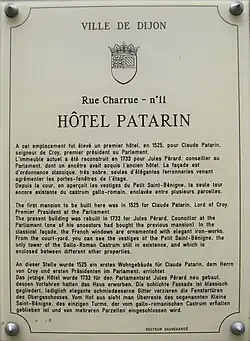 VILLE DE DIJON
Rue Charrue - n°11
HÔTEL PATARIN
A cet emplacement fut élevé un premier hôtel, en 1525, pour Claude Patarin,
seigneur de Croy, premier président au Parlement.
L'immeuble actuel a été reconstruit en 1733 pour Jules Pérard, conseiller au
Parlement, dont un ancêtre avait acquis l'ancien hôtel. La façade est
d'ordonnance classique, très sobre, seules d'élégantes ferronneries venant
agrémenter les portes-fenêtres de l'étage.
Depuis la cour, on aperçoit les vestiges du Petit Saint-Bénigne, la seule tour
encore existante du castrum gallo-romain, enclavée entre plusieurs parcelles.
The first mansion to be built here was in 1525 for Claude Patarin, Lord of Croy,
Premier President at the Parliament.
The present building was rebuilt in 1733 for Jules Pérard, Councillor at the
Parliament (one of his ancestors had bought the previous mansion). In the
classical façade, the French windows are ornamented with elegant iron-works.
From the court-yard, you can see the vestiges of the Petit Saint-Bénigne, the
only tower of the Gallo-Roman Castrum still in existence, and which is
enclosed between other different properties.
An dieser Stelle wurde 1525 ein erstes Wohngebäude für Claude Patarin, dem Herrn
von Croy und ersten Präsidenten im Parlament, errichtet.
Das jetzige Hôtel wurde 1733 für den Parlamentsrat Jules Pérard neu gebaut,
dessen Vorfahren das Haus erworben. Die schlichte Fassade ist klassisch
gegliedert, lediglich elegante schmiedeeiserne Gitter verzieren die Fenstertüren
des Obergeschosses. Vom Hof aus sieht man Überreste des sogenannten Kleine
Saint-Bénigne, des einzigen Turms, der vom gallo-romanischen Castrum erhalten
geblieben ist und von mehreren Parzellen eingeschlossen wird.
SECTEUR SAUVEGARDÉ